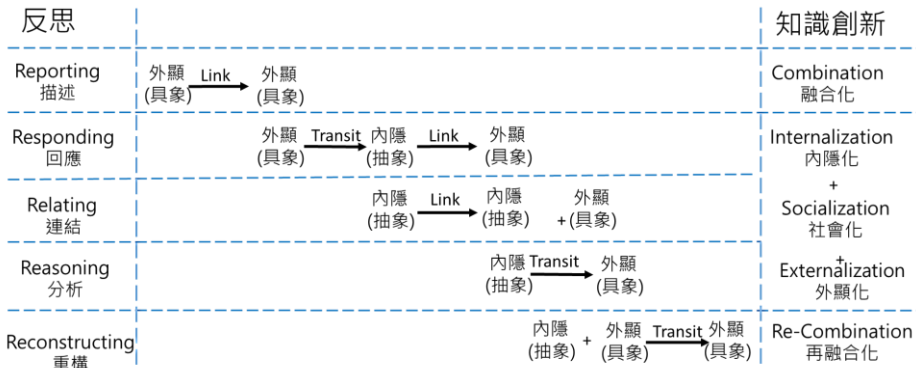 反思
知識創新
Reporting
描述
外顯
(具象)
Link
外顯
(具象)
Combination
融合化
Responding
回應
外顯
(具象)
Transit
內隱
(抽象)
Link
外顯
(具象)
Internalization
內隱化
+
Relating
連結
內隱
(抽象)
Link
內隱
(抽象)
外顯
+(具象)
Socialization
社會化
+
Reasoning
分析
內隱
(抽象)
Transit
外顯
(具象)
Externalization
外顯化
Reconstructing
重構
內隱
(抽象)
+
外顯
(具象)
Transit
外顯
(具象)
Re-Combination
再融合化